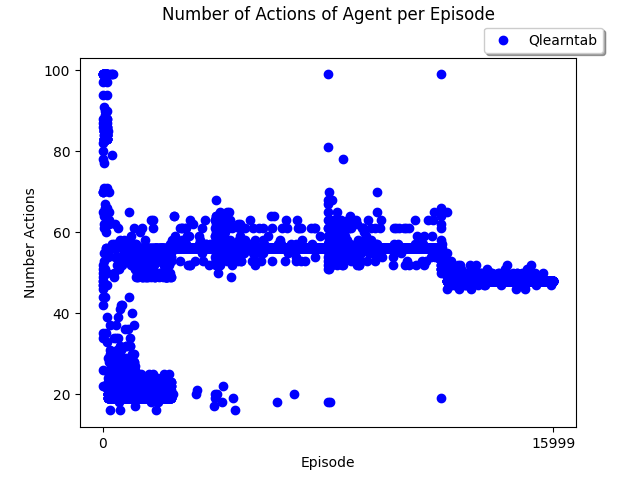 Number of Actions of Agent per Episode
Qlearntab
100
80
60
40
20
Number Actions
0
15999
Episode